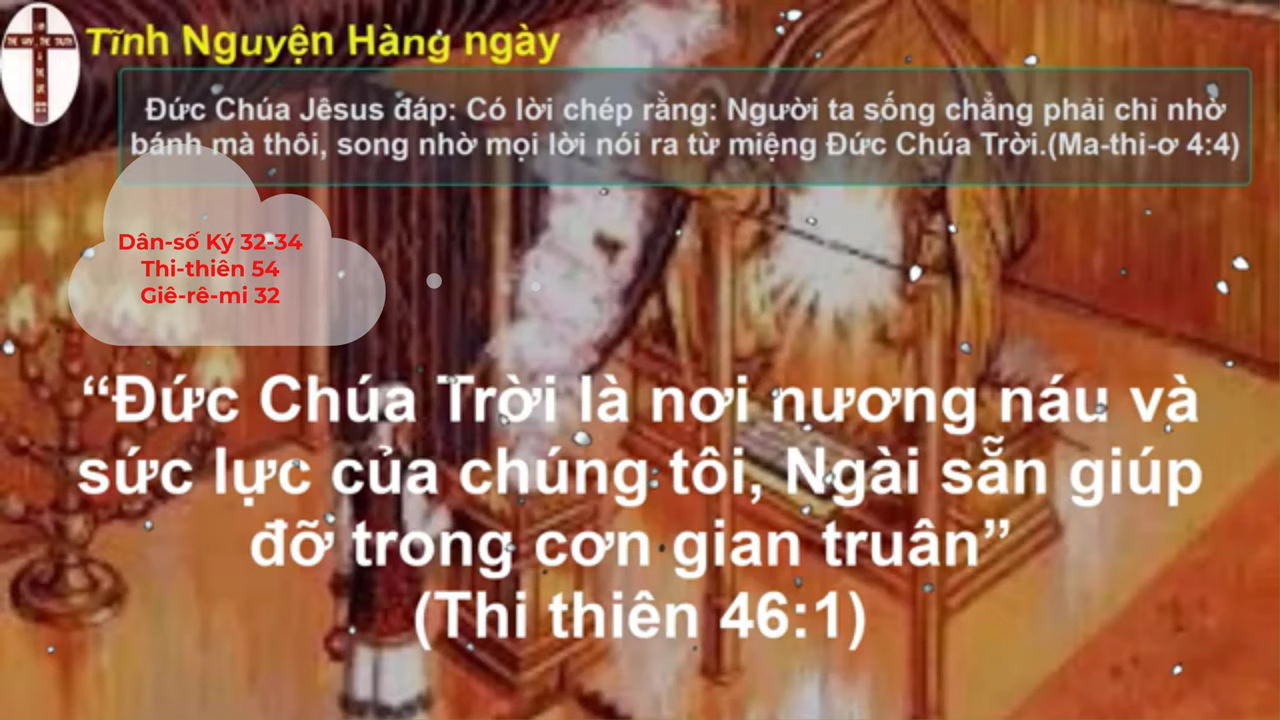 Tĩnh Nguyện Hàng ngày
Đức Chúa Jêsus đáp: Có lời chép rằng: Người ta sống chẳng phải chỉ nhờ
bánh mà thôi, song nhờ mọi lời nói ra từ miệng Đức Chúa Trời.(Ma-thi-ơ 4:4)
Dân-số Ký 32-34
Thi-thiên 54
Giê-rê-mi 32
“Đức Chúa Trời là nơi nương náu và
sức lực của chúng tôi, Ngài sẵn giúp
đỡ trong cơn gian truân”
(Thi thiên 46:1)